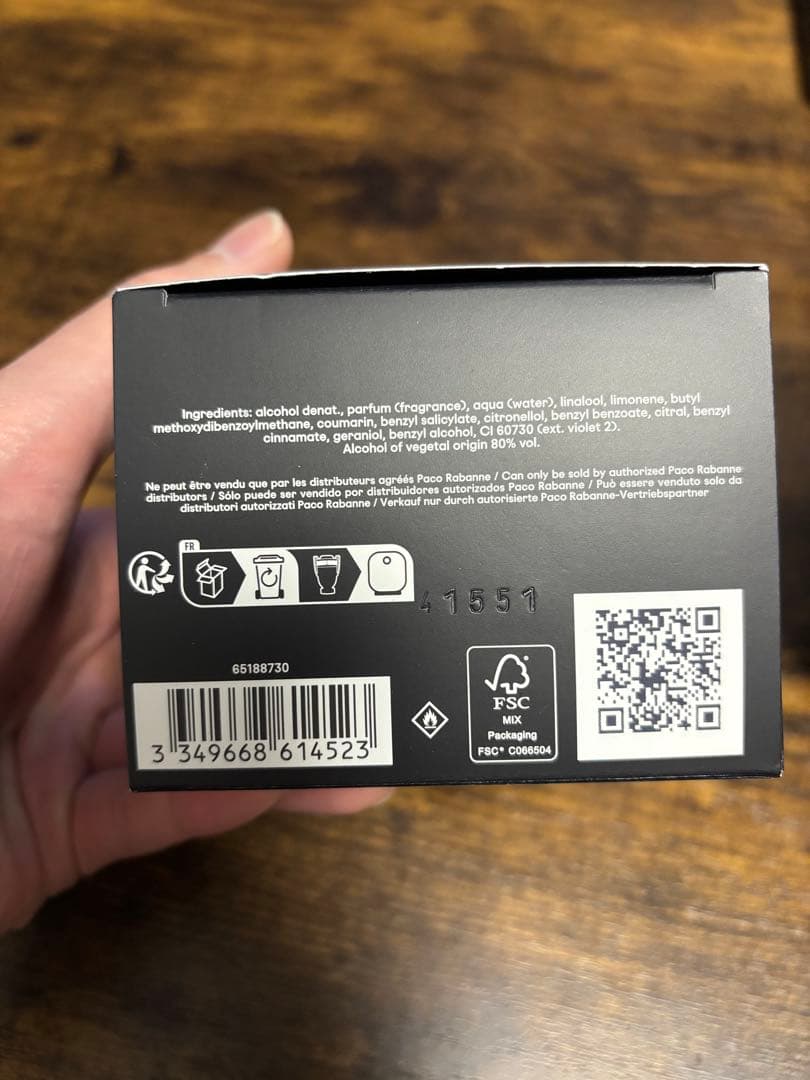 Ingredients: alcohol denat., parfum (fragrance), aqua (water), linalool, limonene, butyl
methoxydibenzoylmethane, coumarin, benzyl salicylate, citronellol, benzyl benzoate, citral, benzyl
cinnamate, geraniol, benzyl alcohol, CI 60730 (ext. violet 2).
Alcohol of vegetal origin 80% vol.
Ne peut être vendu que par les distributeurs agréés Paco Rabanne / Can only be sold by authorized Paco Rabanne
distributors / Sólo puede ser vendido por distribuidores autorizados Paco Rabanne / Può essere venduto solo da
distributori autorizzati Paco Rabanne / Verkauf nur durch autorisierte Paco Rabanne-Vertriebspartner
FR
41551
65188730
3 349668 614523
FSC
MIX
Packaging
FSC® C066504